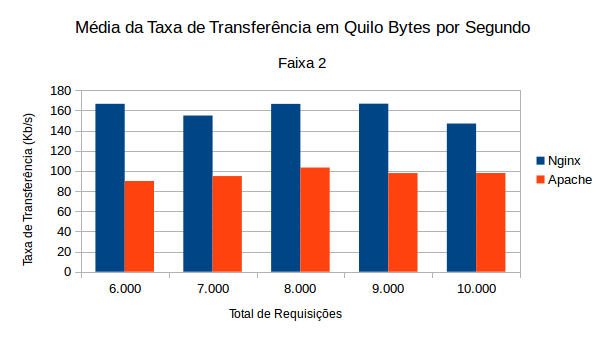 Média da Taxa de Transferência em Quilo Bytes por Segundo
Faixa 2
Taxa de Transferência (Kb/s)
180
160
140
120
100
80
60
40
20
0
6.000 7.000 8.000 9.000 10.000
Total de Requisições
Nginx
Apache